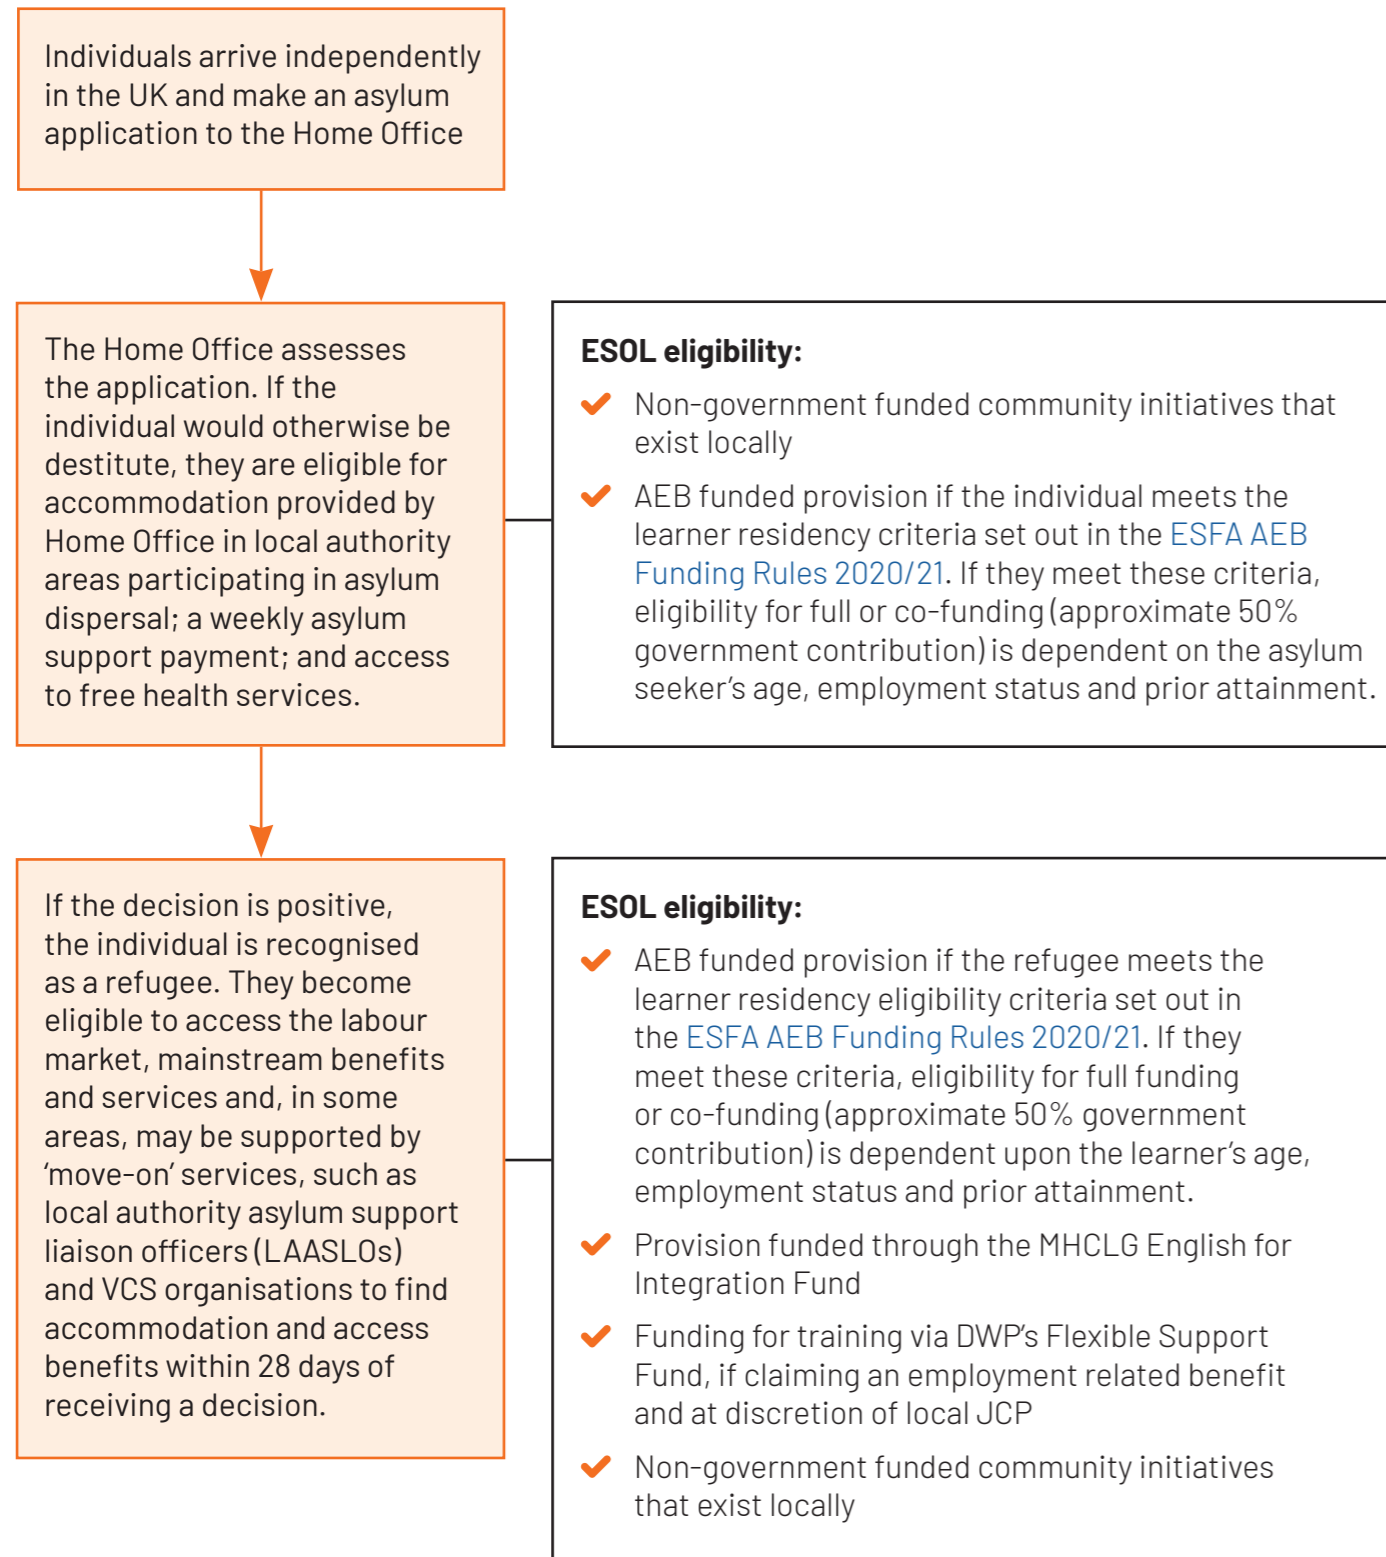 Individuals arrive independently
in the UK and make an asylum
application to the Home Office
The Home Office assesses
the application. If the
individual would otherwise be
destitute, they are eligible for
accommodation provided by
Home Office in local authority
areas participating in asylum
dispersal; a weekly asylum
support payment; and access
to free health services.
ESOL eligibility:
Non-government funded community initiatives that
exist locally
AEB funded provision if the individual meets the
learner residency criteria set out in the ESFA AEB
Funding Rules 2020/21. If they meet these criteria,
eligibility for full or co-funding (approximate 50%
government contribution) is dependent on the asylum
seeker's age, employment status and prior attainment.
If the decision is positive,
the individual is recognised
as a refugee. They become
eligible to access the labour
market, mainstream benefits
and services and, in some
areas, may be supported by
‘move-on’ services, such as
local authority asylum support
liaison officers (LAASLOs)
and VCS organisations to find
accommodation and access
benefits within 28 days of
receiving a decision.
ESOL eligibility:
AEB funded provision if the refugee meets the
learner residency eligibility criteria set out in
the ESFA AEB Funding Rules 2020/21. If they
meet these criteria, eligibility for full funding
or co-funding (approximate 50% government
contribution) is dependent upon the learner’s age,
employment status and prior attainment.
Provision funded through the MHCLG English for
Integration Fund
Funding for training via DWP’s Flexible Support
Fund, if claiming an employment related benefit
and at discretion of local JCP
Non-government funded community initiatives
that exist locally